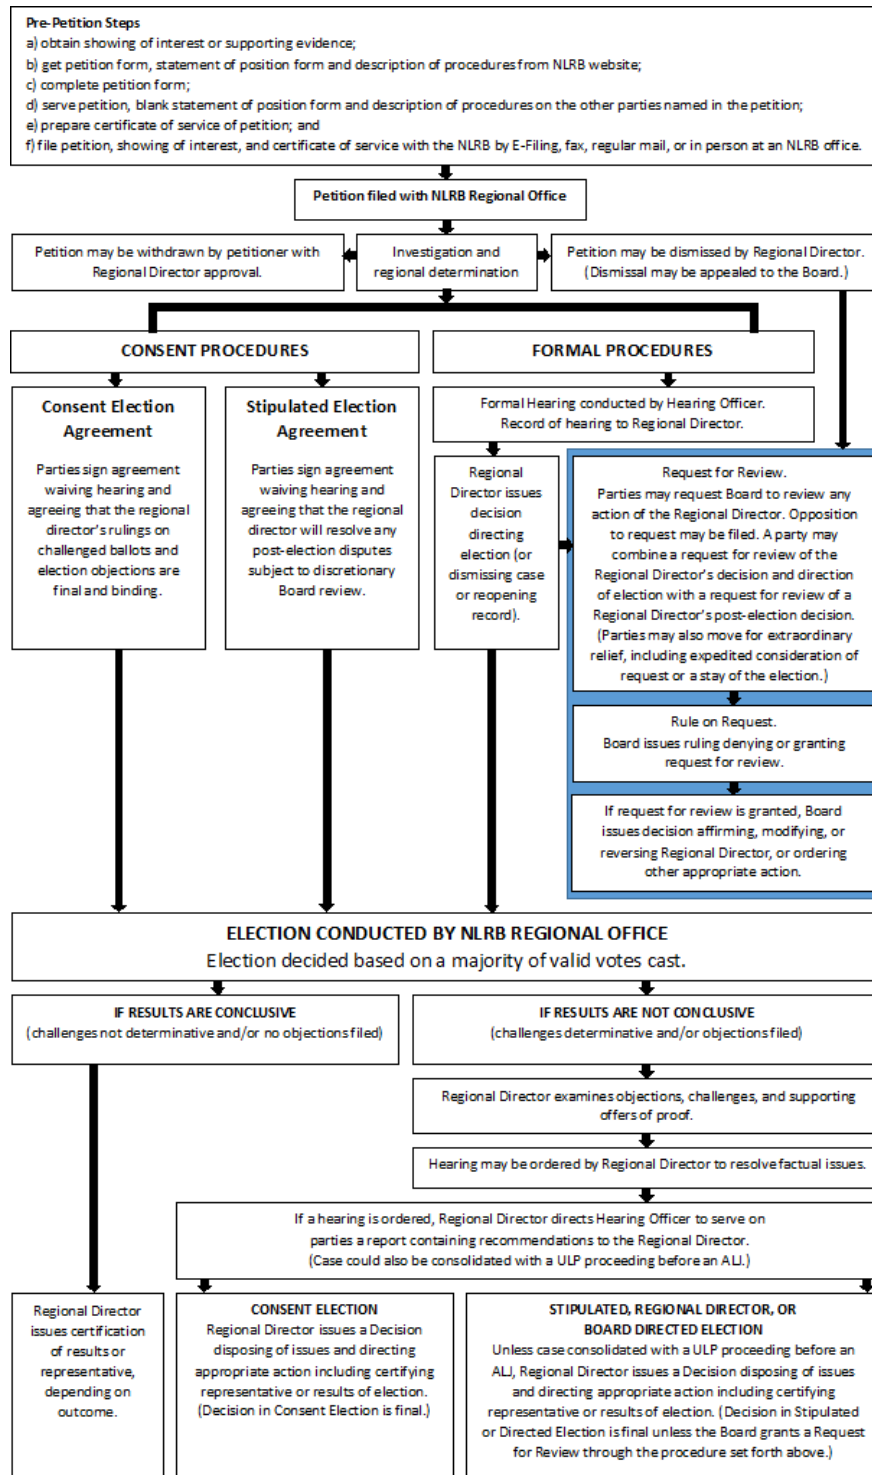 Pre-Petition Steps
a) obtain showing of interest or supporting evidence;
b) get petition form, statement of position form and description of procedures from NLRB website;
c) complete petition form;
d) serve petition, blank statement of position form and description of procedures on the other parties named in the petition;
e) prepare certificate of service of petition; and
f) file petition, showing of interest, and certificate of service with the NLRB by E-Filing, fax, regular mail, or in person at an NLRB office.
Petition filed with NLRB Regional Office
Petition may be withdrawn by petitioner with
Regional Director approval.
Investigation and
regional determination
Petition may be dismissed by Regional Director.
(Dismissal may be appealed to the Board.)
CONSENT PROCEDURES
FORMAL PROCEDURES
Consent Election
Agreement
Parties sign agreement
waiving hearing and
agreeing that the regional
director's rulings on
challenged ballots and
election objections are
final and binding.
Stipulated Election
Agreement
Parties sign agreement
waiving hearing and
agreeing that the regional
director will resolve any
post-election disputes
subject to discretionary
Board review.
Formal Hearing conducted by Hearing Officer.
Record of hearing to Regional Director.
Regional
Director issues
decision
directing
election (or
dismissing case
or reopening
record).
Request for Review.
Parties may request Board to review any
action of the Regional Director. Opposition
to request may be filed. A party may
combine a request for review of the
Regional Director's decision and direction
of election with a request for review of a
Regional Director's post-election decision.
(Parties may also move for extraordinary
relief, including expedited consideration of
request or a stay of the election.)
Rule on Request.
Board issues ruling denying or granting
request for review.
If request for review is granted, Board
issues decision affirming, modifying, or
reversing Regional Director, or ordering
other appropriate action.
ELECTION CONDUCTED BY NLRB REGIONAL OFFICE
Election decided based on a majority of valid votes cast.
IF RESULTS ARE CONCLUSIVE
(challenges not determinative and/or no objections filed)
IF RESULTS ARE NOT CONCLUSIVE
(challenges determinative and/or objections filed)
Regional Director examines objections, challenges, and supporting
offers of proof.
Hearing may be ordered by Regional Director to resolve factual issues.
If a hearing is ordered, Regional Director directs Hearing Officer to serve on
parties a report containing recommendations to the Regional Director.
(Case could also be consolidated with a ULP proceeding before an ALJ.)
Regional Director
issues certification
of results or
representative,
depending on
outcome.
CONSENT ELECTION
Regional Director issues a Decision
disposing of issues and directing
appropriate action including certifying
representative or results of election.
(Decision in Consent Election is final.)
STIPULATED, REGIONAL DIRECTOR, OR
BOARD DIRECTED ELECTION
Unless case consolidated with a ULP proceeding before an
ALJ, Regional Director issues a Decision disposing of issues
and directing appropriate action including certifying
representative or results of election. (Decision in Stipulated
or Directed Election is final unless the Board grants a Request
for Review through the procedure set forth above.)